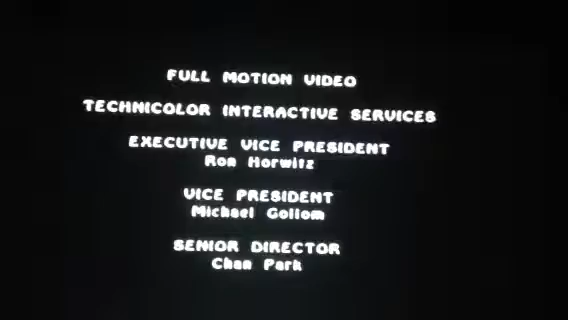 FULL MOTION VIDEO
TECHNICOLOR INTERACTIVE SERVICES
EXECUTIVE VICE PRESIDENT
Ron Horwitz
VICE PRESIDENT
Michael Gollom
SENIOR DIRECTOR
Chan Park